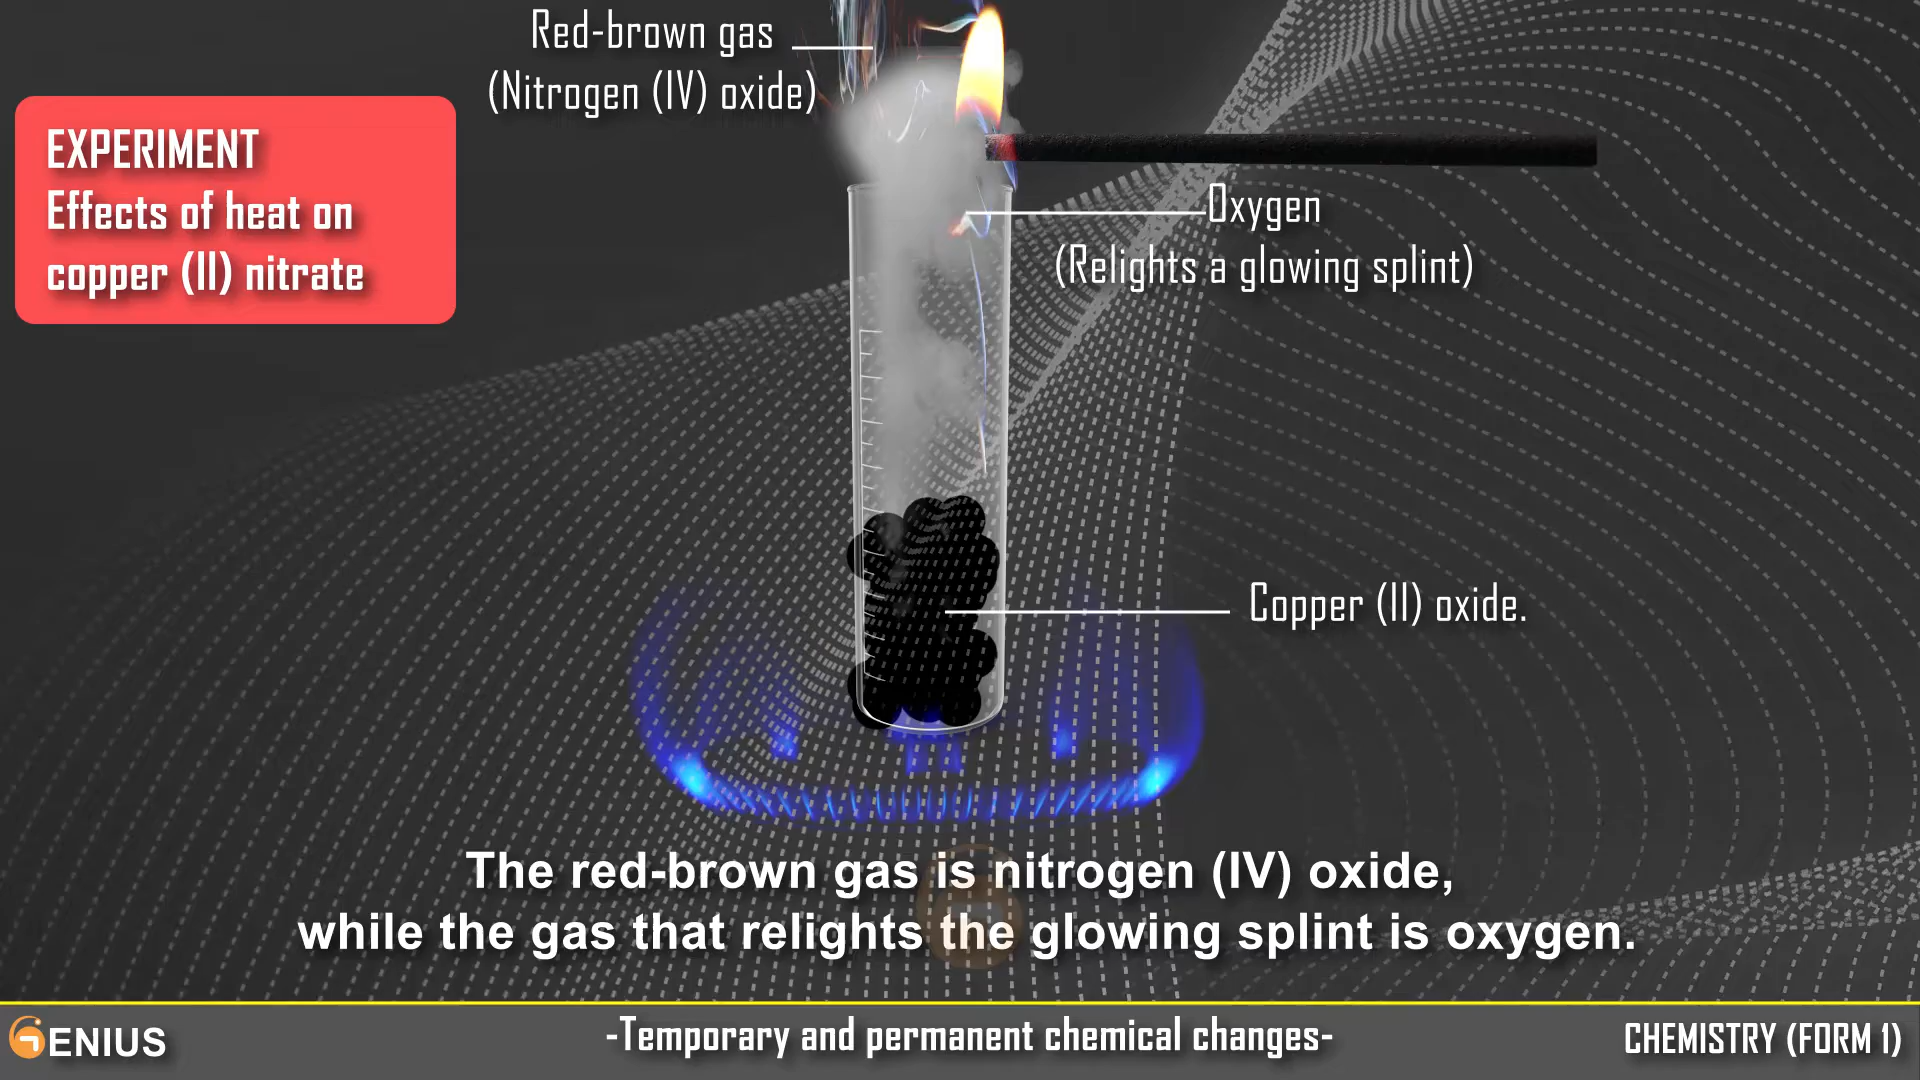 Red-brown gas
(Nitrogen (IV) oxide)
EXPERIMENT
Effects of heat on
copper (II) nitrate
Oxygen
(Relights a glowing splint)
Copper (II) oxide.
The red-brown gas is nitrogen (IV) oxide,
while the gas that relights the glowing splint is oxygen.
GENIUS
-Temporary and permanent chemical changes-
CHEMISTRY (FORM 1)